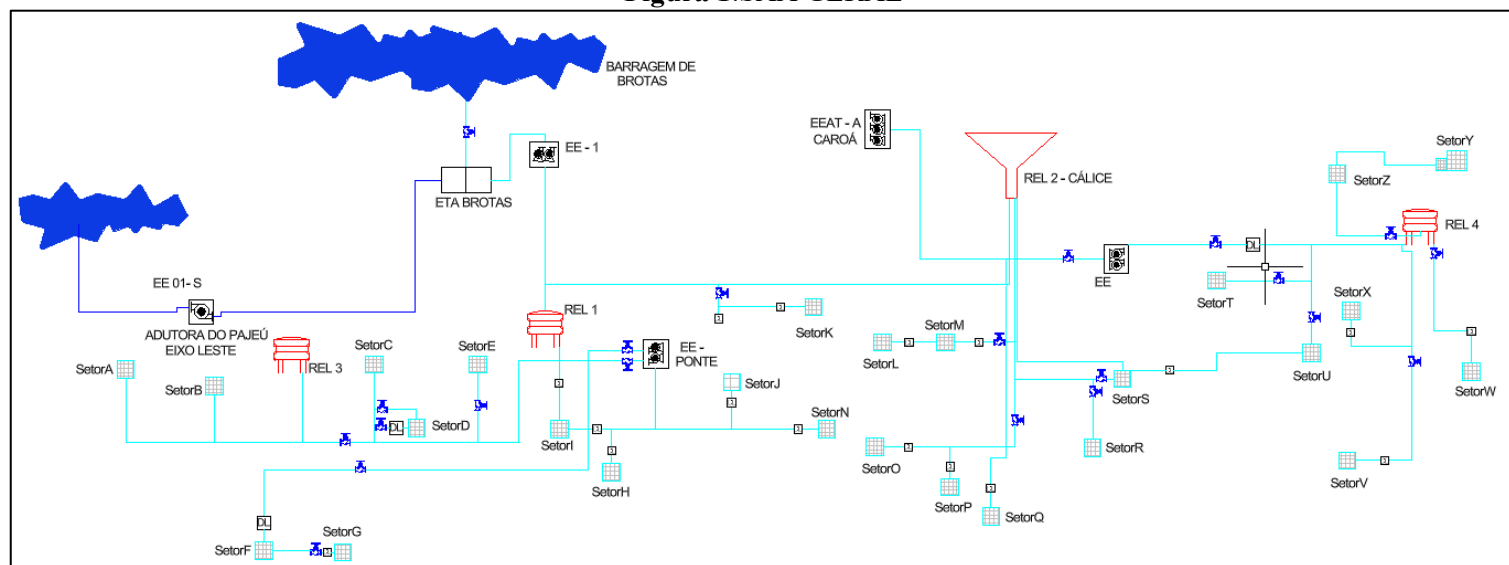 BARRAGEM DE
BROTAS
EE - 1
ETA BROTAS
EE 01- S
ADUTORA DO PAJEÚ
EIXO LESTE
REL 3
REL 1
EE -
PONTE
EEAT - A
CAROÁ
REL 2 - CÁLICE
EE
DL
REL 4
SetorY
SetorZ
SetorT
SetorX
SetorU
SetorW
SetorV
SetorK
SetorL
SetorM
SetorS
SetorR
SetorO
SetorP
SetorQ
SetorJ
SetorN
SetorI
SetorH
SetorA
SetorB
SetorC
SetorD
DL
SetorE
DL
SetorF
SetorG